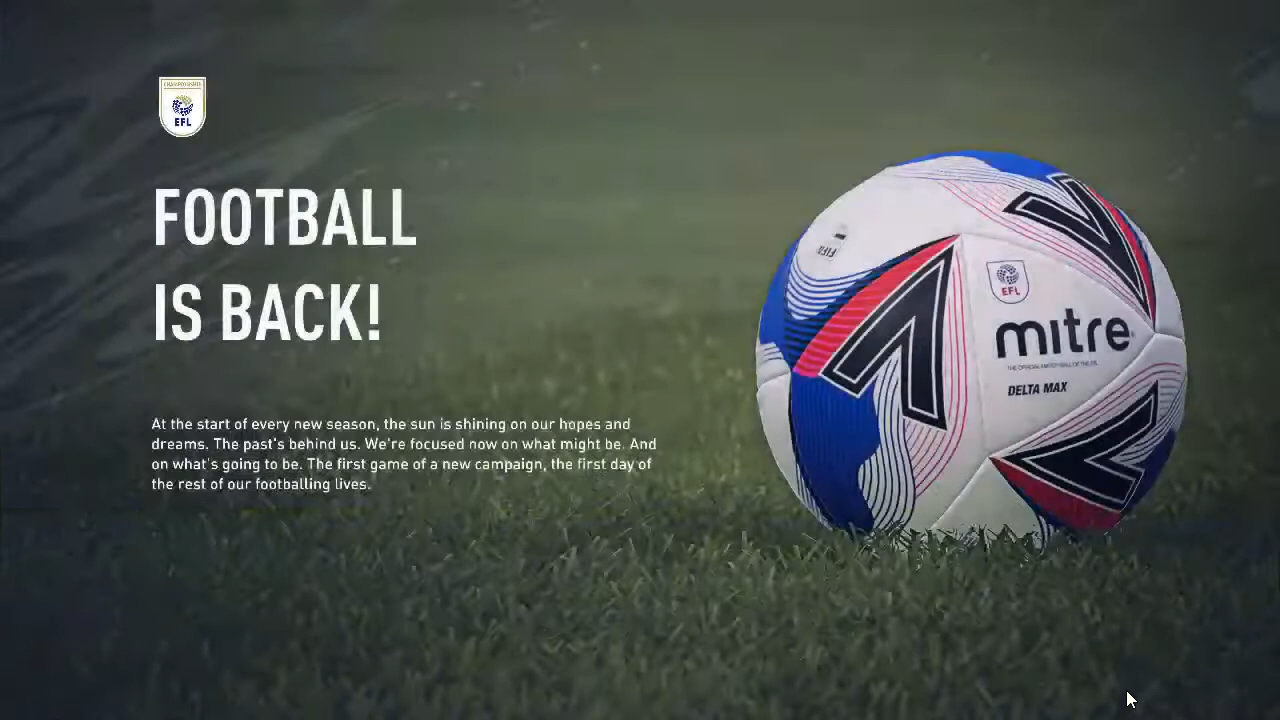 CHAMPIONSHIP
EFL
FOOTBALL
IS BACK!
At the start of every new season, the sun is shining on our hopes and
dreams. The past's behind us. We're focused now on what might be. And
on what's going to be. The first game of a new campaign, the first day of
the rest of our footballing lives.
FIFA
EFL
mitre
DELTA MAX